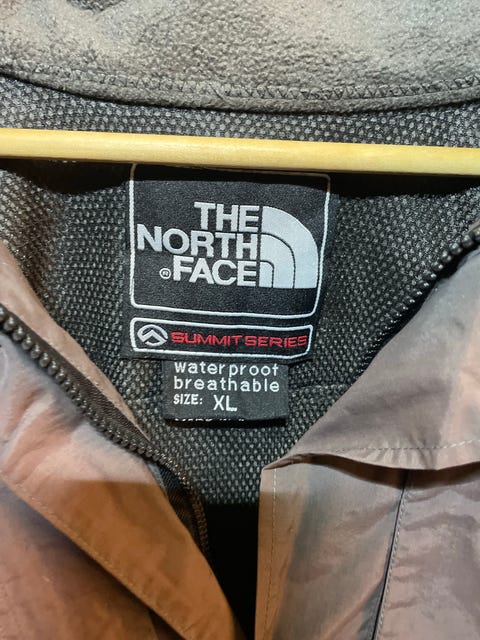 THE
NORTH
® FACE
SUMMIT SERIES
waterproof
breathable
SIZE: XL